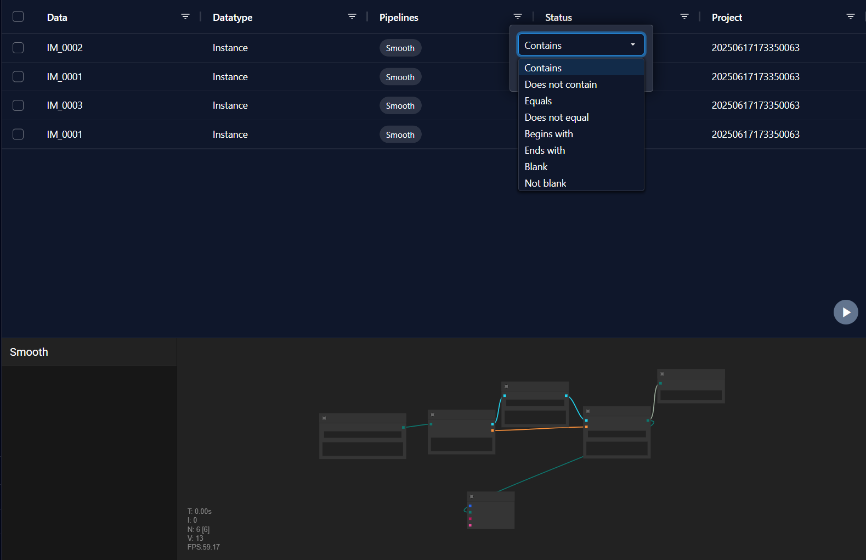 Data Datatype Pipelines Status Project
IM_0002 Instance Smooth 20250617173350063
IM_0001 Instance Smooth 20250617173350063
IM_0003 Instance Smooth 20250617173350063
IM_0001 Instance Smooth 20250617173350063
Contains
Contains
Does not contain
Equals
Does not equal
Begins with
Ends with
Blank
Not blank
Smooth
T: 0.00s
I: 0
N: 6 [6]
V: 13
FPS:59.17